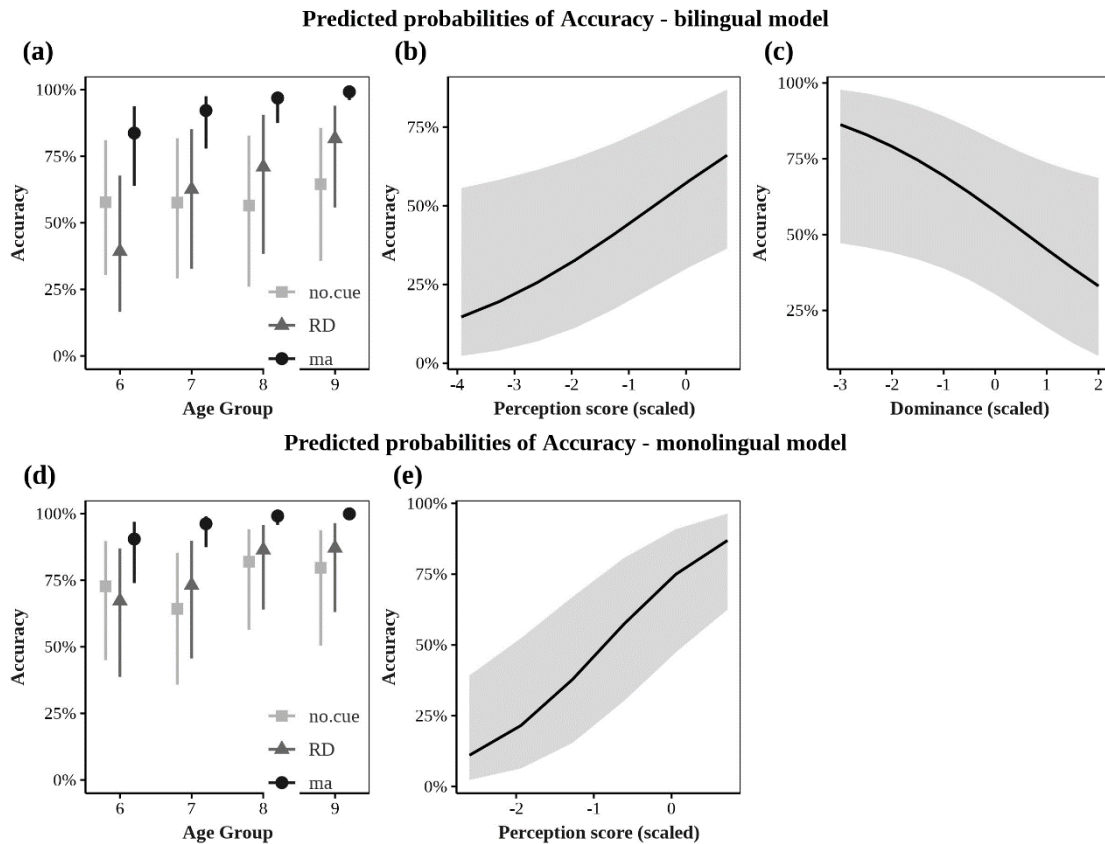 Predicted probabilities of Accuracy - bilingual model
(a)
100%
75%
50%
25%
0%
Accuracy
no.cue
RD
ma
6 7 8 9
Age Group
(b)
75%
50%
25%
0%
Accuracy
-4 -3 -2 -1 0
Perception score (scaled)
(c)
100%
75%
50%
25%
Accuracy
-3 -2 -1 0 1 2
Dominance (scaled)
Predicted probabilities of Accuracy - monolingual model
(d)
100%
75%
50%
25%
0%
Accuracy
no.cue
RD
ma
6 7 8 9
Age Group
(e)
100%
75%
50%
25%
0%
Accuracy
-2 -1 0
Perception score (scaled)